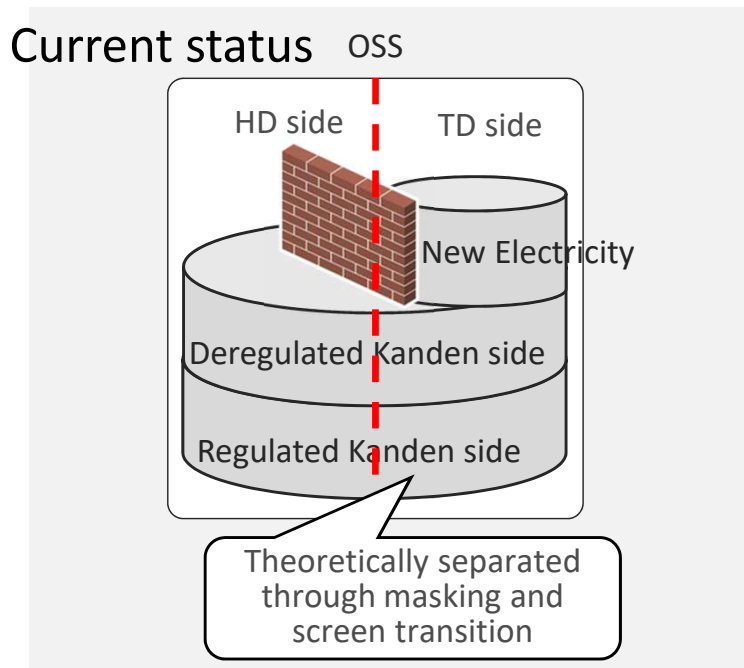 Current status
OSS
HD side
TD side
New Electricity
Deregulated Kanden side
Regulated Kanden side
Theoretically separated
through masking and
screen transition